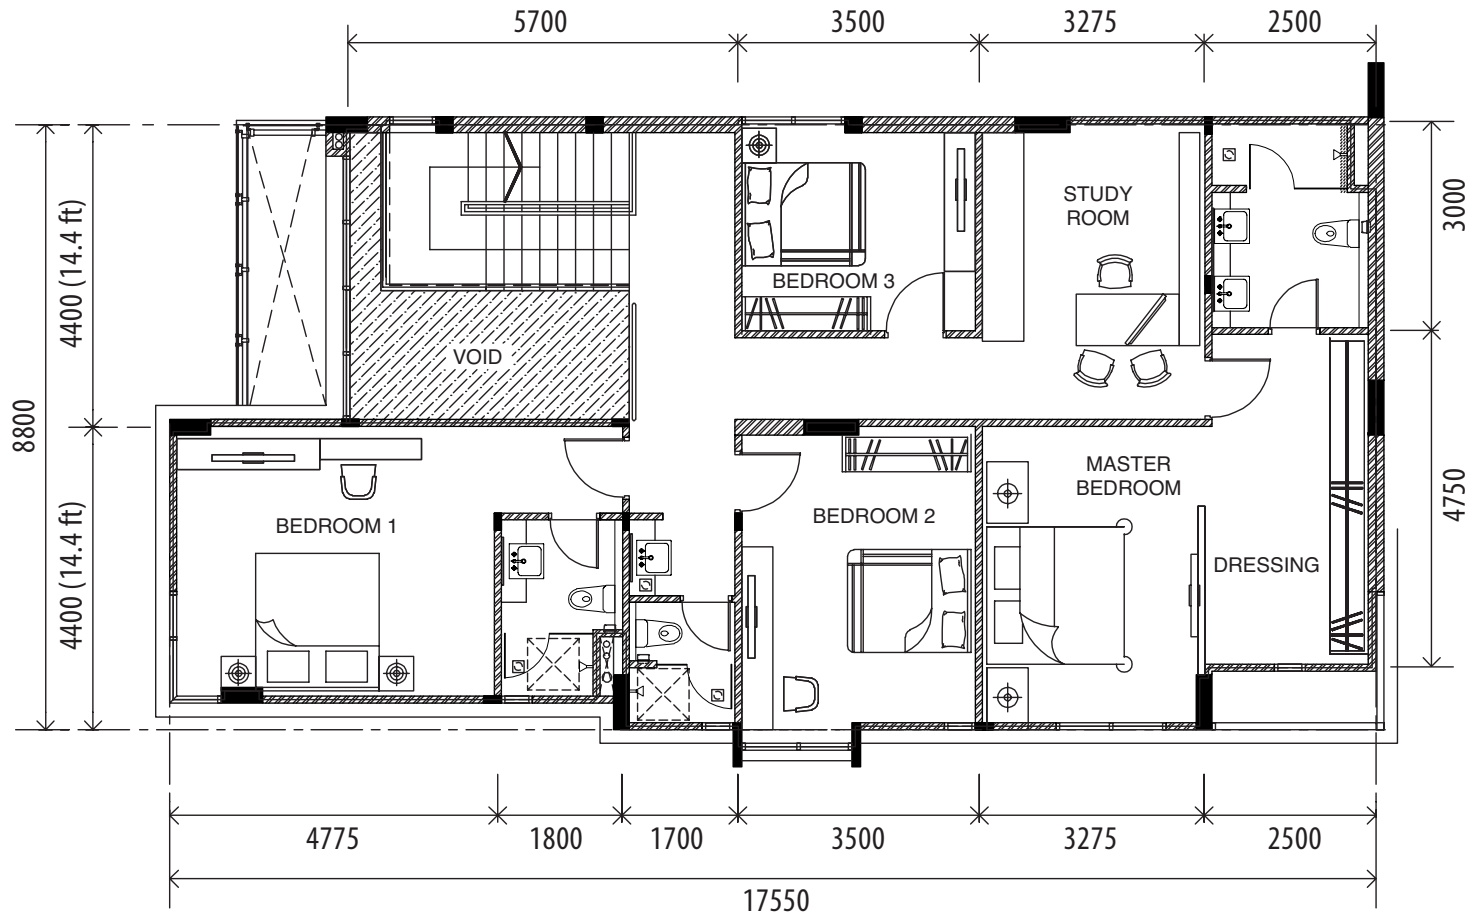 5700
3500
3275
2500
4400 (14.4 ft)
8800
4400 (14.4 ft)
3000
4750
STUDY
ROOM
BEDROOM 3
VOID
MASTER
BEDROOM
BEDROOM 1
BEDROOM 2
DRESSING
4775
1800
1700
3500
3275
2500
17550